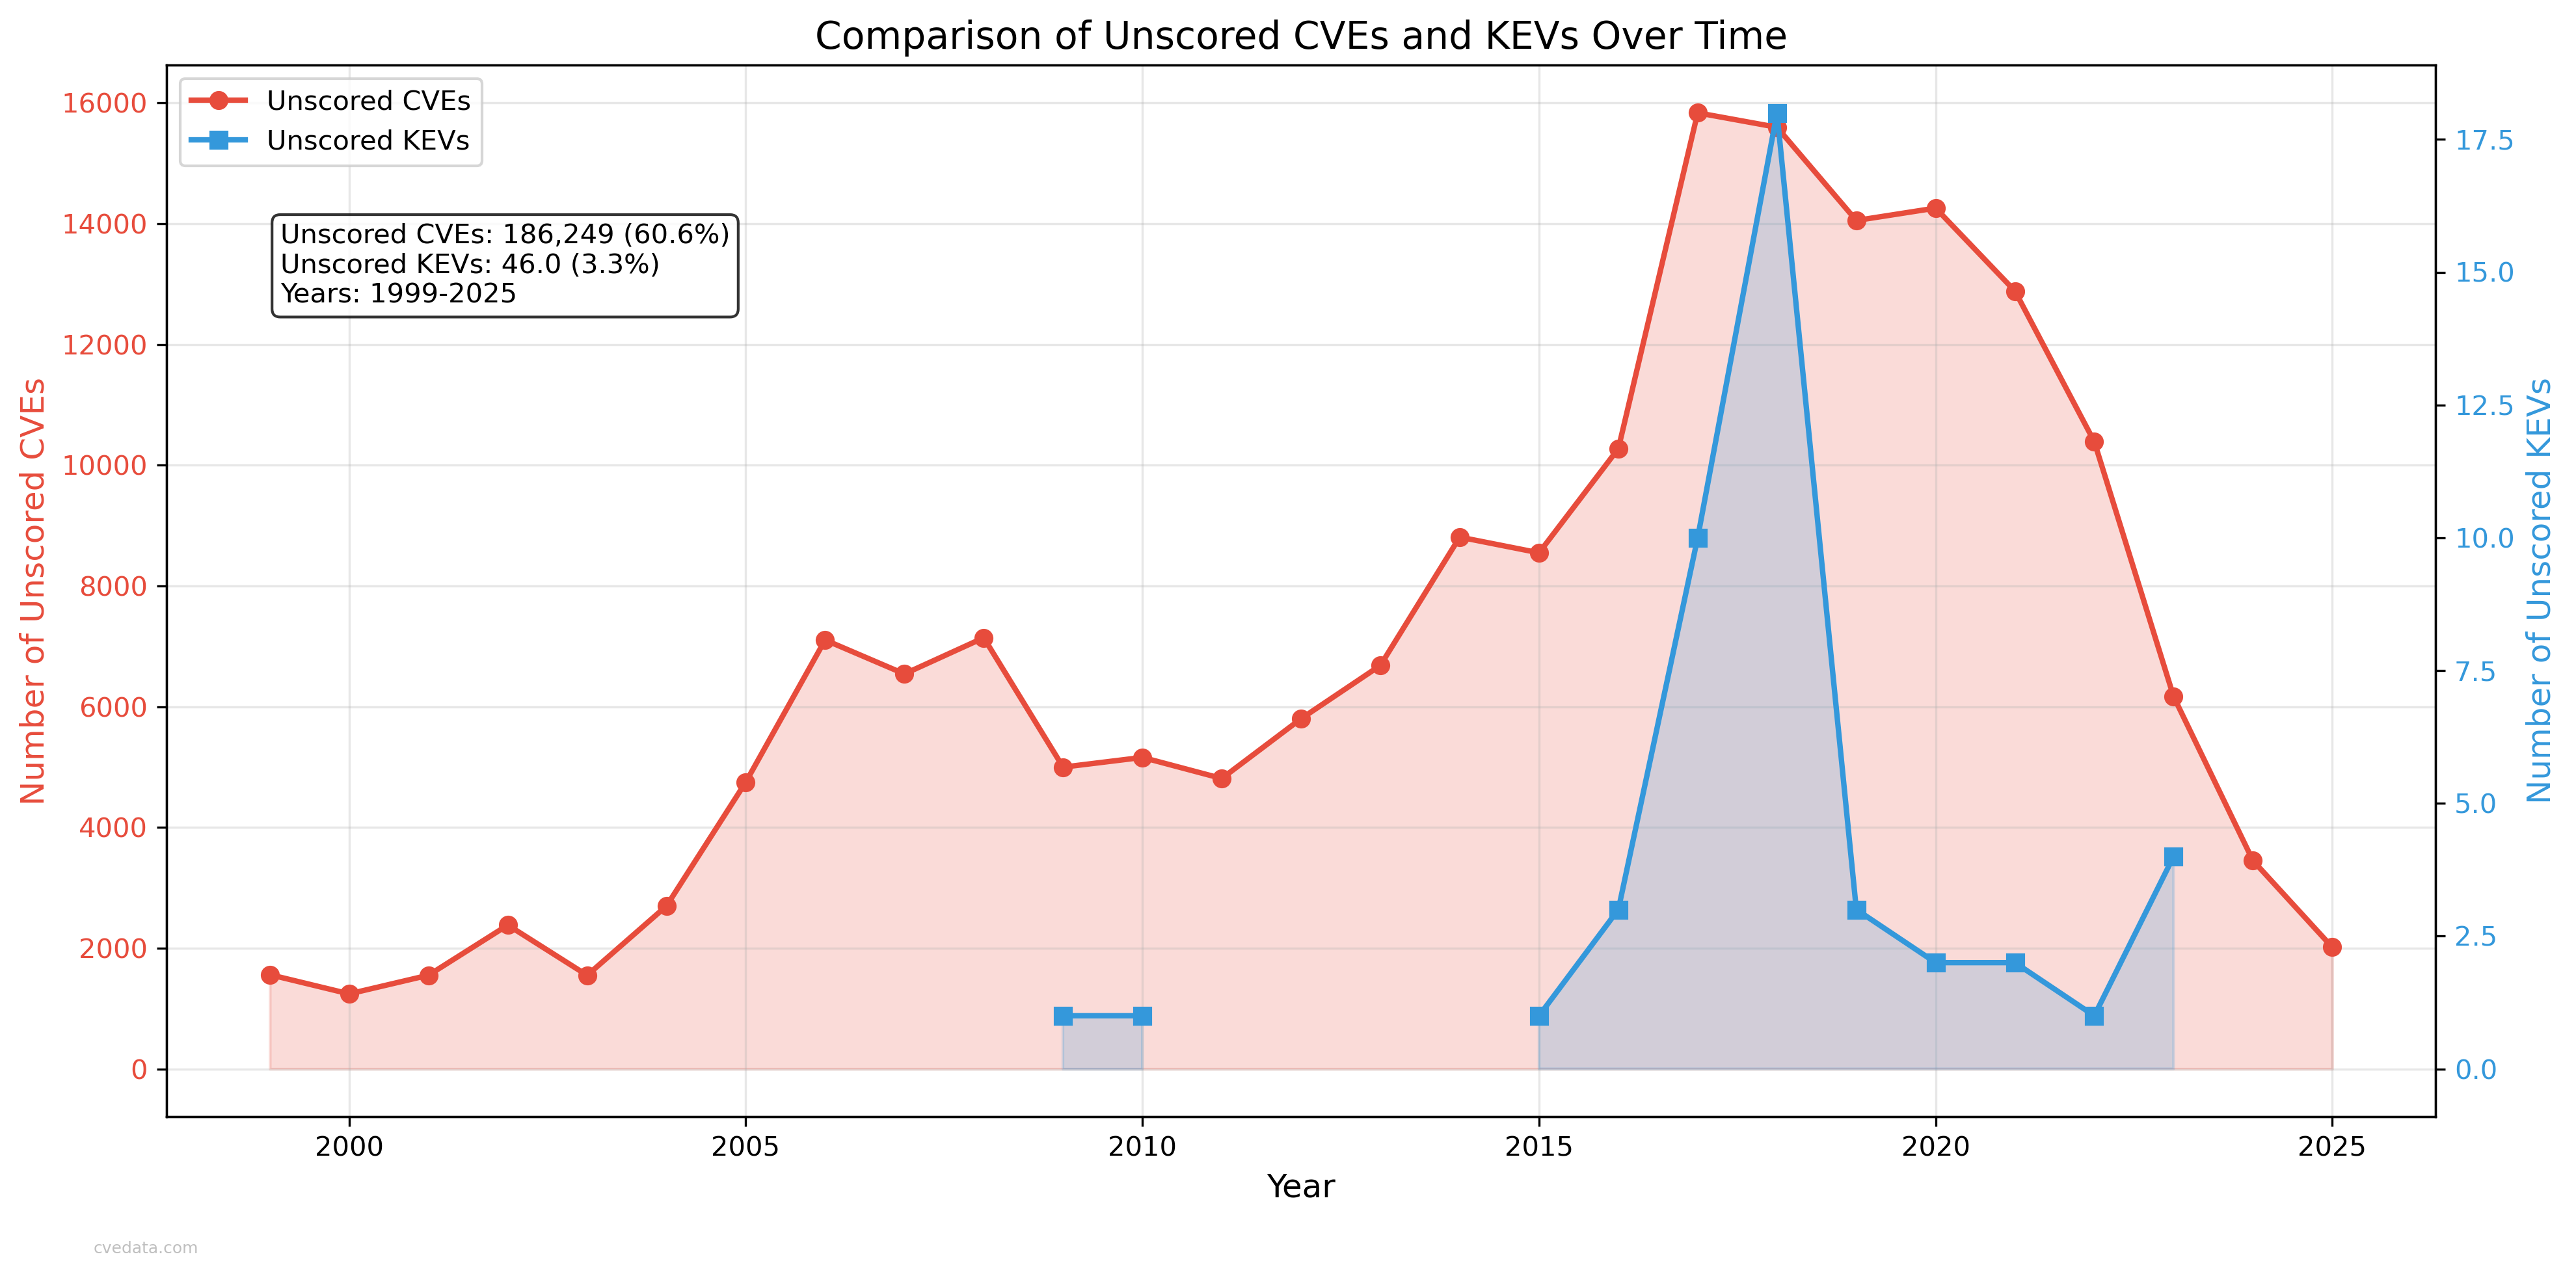 Comparison of Unscored CVEs and KEVs Over Time
Unscored CVEs
Unscored KEVs
Unscored CVEs: 186,249 (60.6%)
Unscored KEVs: 46.0 (3.3%)
Years: 1999-2025
Number of Unscored CVEs
16000
14000
12000
10000
8000
6000
4000
2000
0
17.5
15.0
12.5
10.0
7.5
5.0
2.5
0.0
Number of Unscored KEVs
2000 2005 2010 2015 2020 2025
Year
cvedata.com